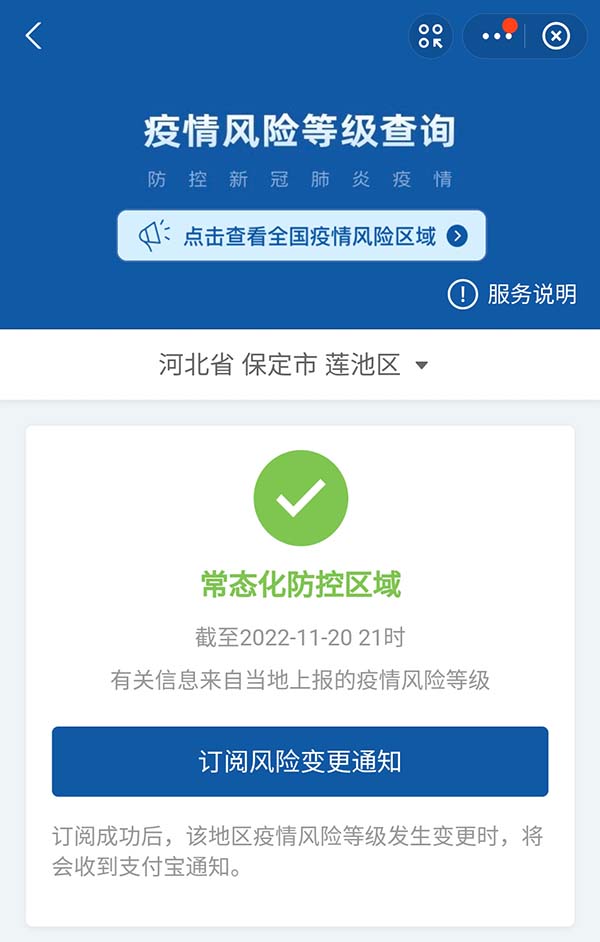 疫情风险等级查询
防控新冠肺炎疫情
点击查看全国疫情风险区域
服务说明
河北省 保定市 莲池区
常态化防控区域
截至2022-11-20 21时
有关信息来自当地上报的疫情风险等级
订阅风险变更通知
订阅成功后，该地区疫情风险等级发生变更时，将
会收到支付宝通知。